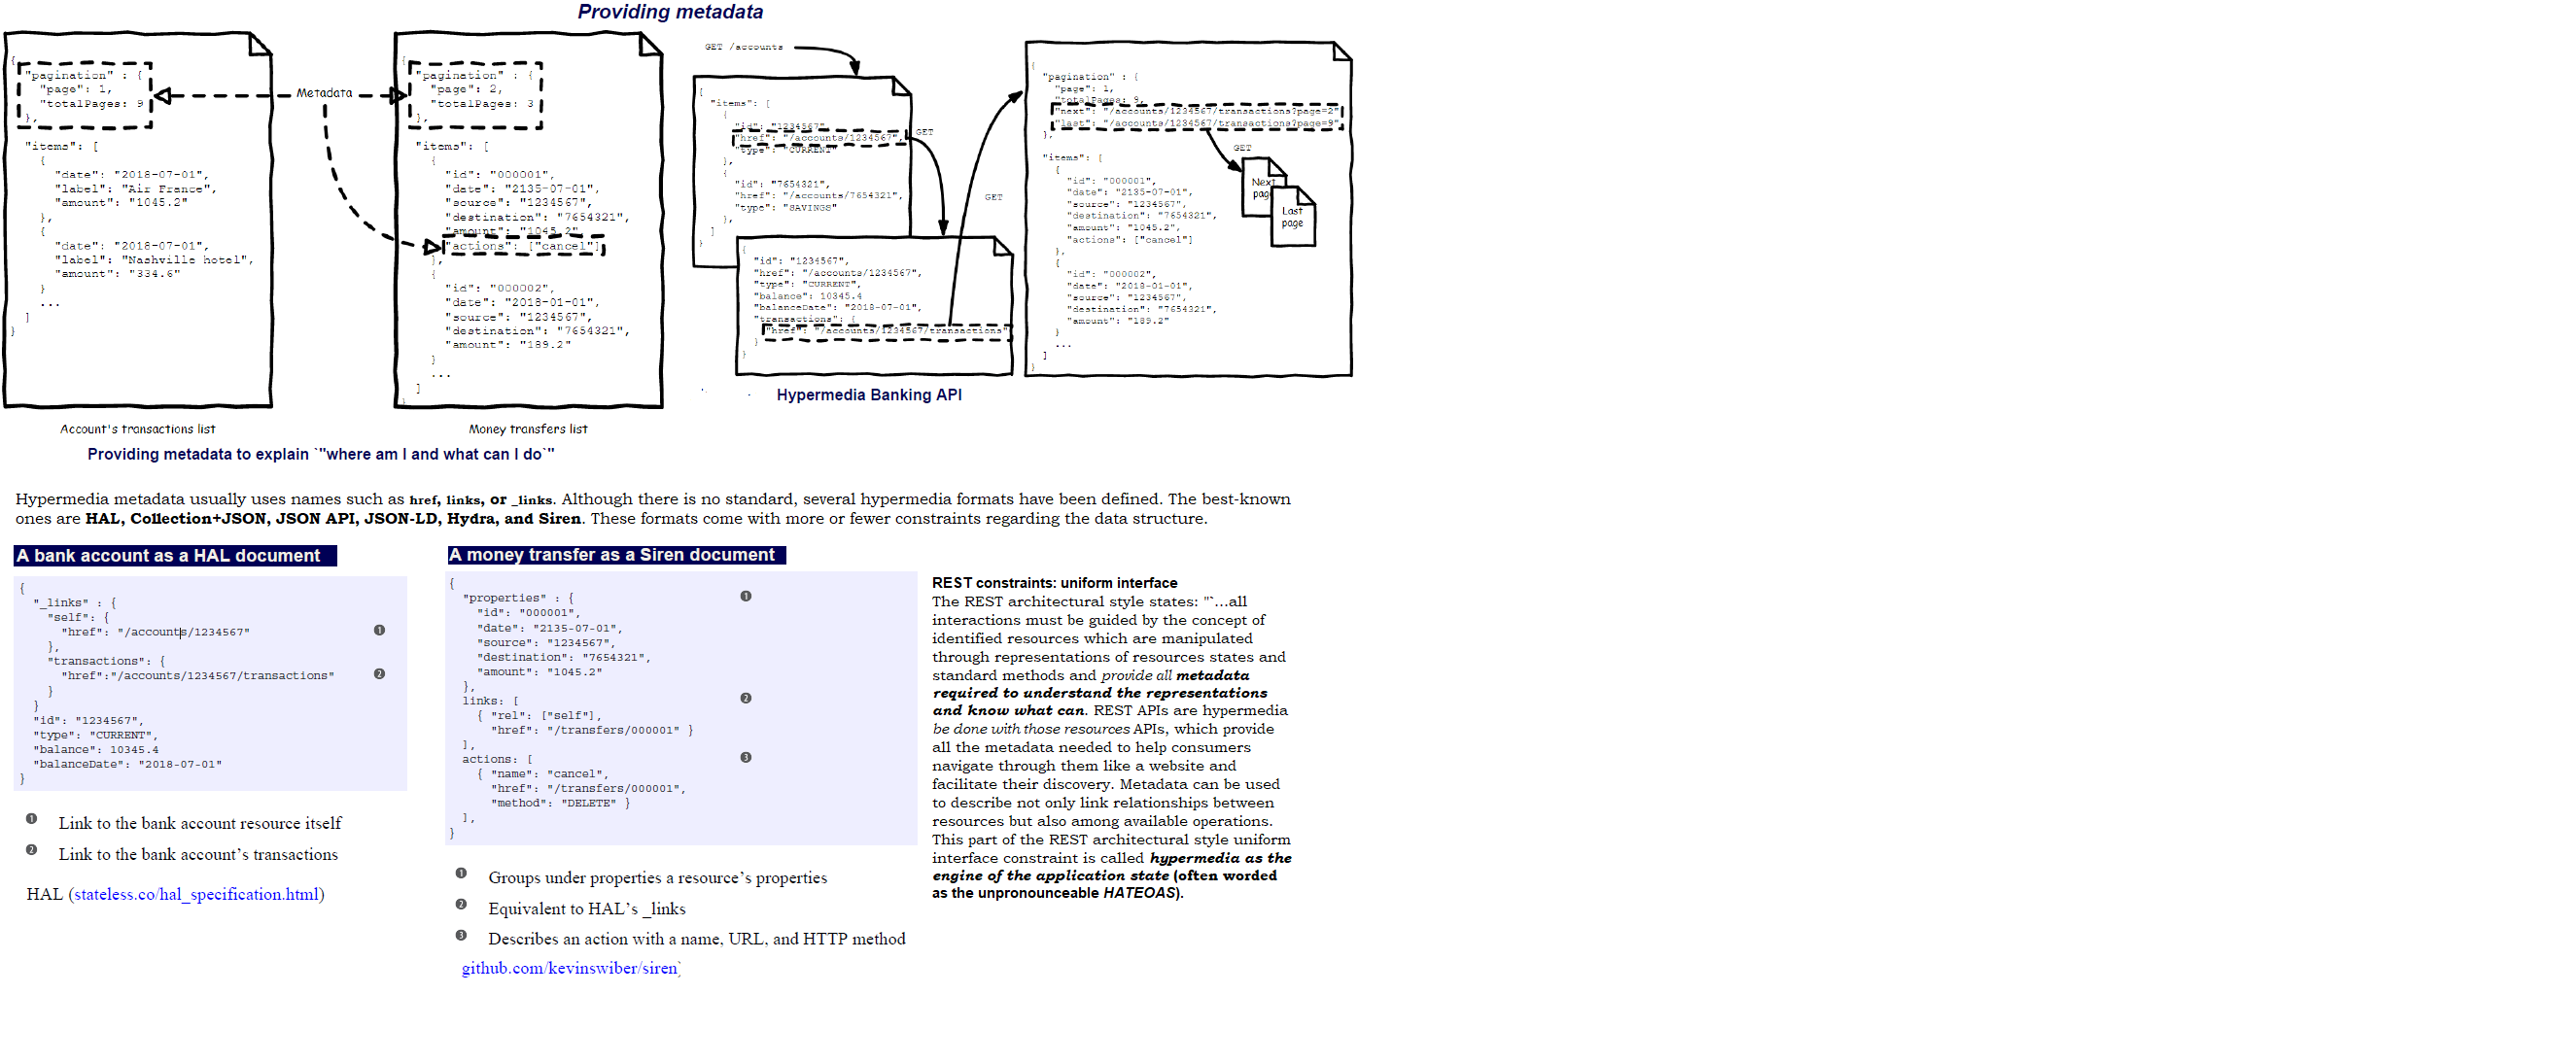 Providing metadata
{
"pagination" : {
"page": 1,
"totalPages: 9
},
"items": [
{
"date": "2018-07-01",
"label": "Air France",
"amount": "1045.2"
},
{
"date": "2018-07-01",
"label": "Nashville hotel",
"amount": "334.6"
}
...
]
}
Account's transactions list
Metadata
{
"pagination" : {
"page": 2,
"totalPages: 3
},
"items": [
{
"id": "000001",
"date": "2135-07-01",
"source": "1234567",
"destination": "7654321",
"amount": "1045.2",
"actions": ["cancel"]
},
{
"id": "000002",
"date": "2018-01-01",
"source": "1234567",
"destination": "7654321",
"amount": "189.2"
}
...
]
}
Money transfers list
Providing metadata to explain `"where am I and what can I do`"
GET /accounts
{
"items": [
{
"id": "1234567",
"href": "/accounts/1234567",
"type": "CURRENT"
},
{
"id": "7654321",
"href": "/accounts/7654321",
"type": "SAVINGS"
},
]
}
GET
{
"id": "1234567",
"href": "/accounts/1234567",
"type": "CURRENT",
"balance": 10345.4
"balanceDate": "2018-07-01",
"transactions": {
"href": "/accounts/1234567/transactions"
}
}
GET
Hypermedia Banking API
{
"pagination" : {
"page": 1,
"totalPages: 9,
"next": "/accounts/1234567/transactions?page=2"
"last": "/accounts/1234567/transactions?page=9"
},
"items": [
{
"id": "000001",
"date": "2135-07-01",
"source": "1234567",
"destination": "7654321",
"amount": "1045.2",
"actions": ["cancel"]
},
{
"id": "000002",
"date": "2018-01-01",
"source": "1234567",
"destination": "7654321",
"amount": "189.2"
}
...
]
}
GET
Next
page
Last
page
Hypermedia metadata usually uses names such as href, links, or _links. Although there is no standard, several hypermedia formats have been defined. The best-known
ones are HAL, Collection+JSON, JSON API, JSON-LD, Hydra, and Siren. These formats come with more or fewer constraints regarding the data structure.
A bank account as a HAL document
{
"_links" : {
"self": {
"href": "/accounts/1234567" 1
},
"transactions": {
"href":"/accounts/1234567/transactions" 2
}
}
"id": "1234567",
"type": "CURRENT",
"balance": 10345.4
"balanceDate": "2018-07-01"
}
1 Link to the bank account resource itself
2 Link to the bank account's transactions
HAL (stateless.co/hal_specification.html)
A money transfer as a Siren document
{
"properties" : { 1
"id": "000001",
"date": "2135-07-01",
"source": "1234567",
"destination": "7654321",
"amount": "1045.2"
},
links: [ 2
{ "rel": ["self"],
"href": "/transfers/000001" }
],
actions: [ 3
{ "name": "cancel",
"href": "/transfers/000001",
"method": "DELETE" }
],
}
1 Groups under properties a resource's properties
2 Equivalent to HAL's _links
3 Describes an action with a name, URL, and HTTP method
github.com/kevinswiber/siren`
REST constraints: uniform interface
The REST architectural style states: "`...all
interactions must be guided by the concept of
identified resources which are manipulated
through representations of resources states and
standard methods and provide all metadata
required to understand the representations
and know what can. REST APIs are hypermedia
be done with those resources APIs, which provide
all the metadata needed to help consumers
navigate through them like a website and
facilitate their discovery. Metadata can be used
to describe not only link relationships between
resources but also among available operations.
This part of the REST architectural style uniform
interface constraint is called hypermedia as the
engine of the application state (often worded
as the unpronounceable HATEOAS).